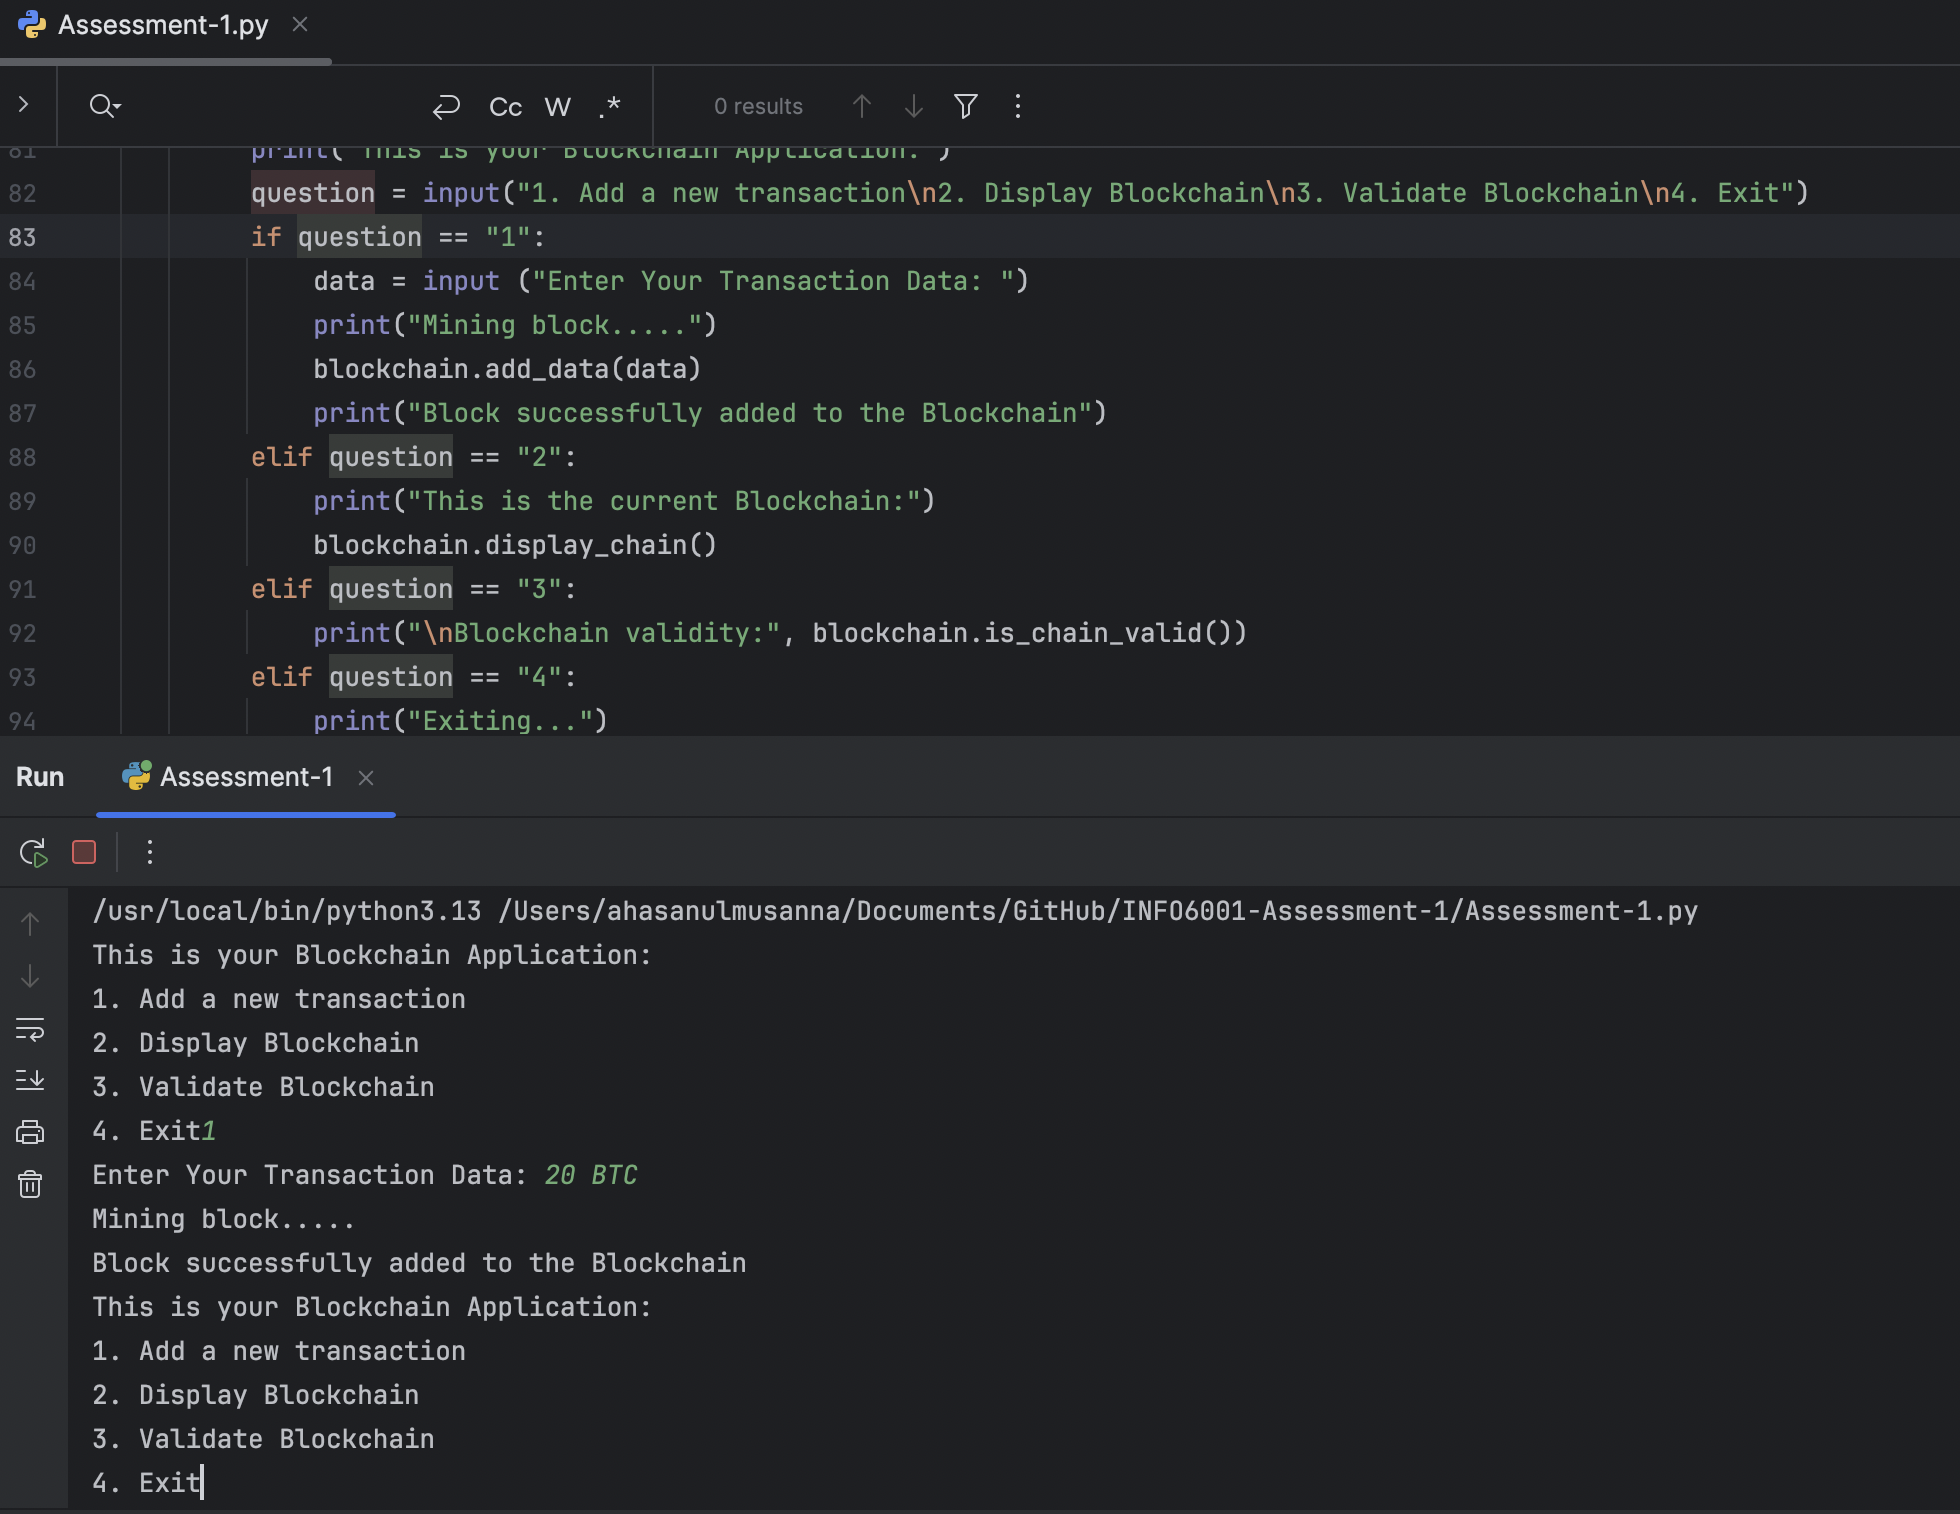 Assessment-1.py
Cc W .* 0 results
81 print("This is your Blockchain Application:")
82 question = input("1. Add a new transaction\n2. Display Blockchain\n3. Validate Blockchain\n4. Exit")
83 if question == "1":
84 data = input ("Enter Your Transaction Data: ")
85 print("Mining block.....")
86 blockchain.add_data(data)
87 print("Block successfully added to the Blockchain")
88 elif question == "2":
89 print("This is the current Blockchain:")
90 blockchain.display_chain()
91 elif question == "3":
92 print("\nBlockchain validity:", blockchain.is_chain_valid())
93 elif question == "4":
94 print("Exiting...")
Run Assessment-1
/usr/local/bin/python3.13 /Users/ahasanulmusanna/Documents/GitHub/INFO6001-Assessment-1/Assessment-1.py
This is your Blockchain Application:
1. Add a new transaction
2. Display Blockchain
3. Validate Blockchain
4. Exit1
Enter Your Transaction Data: 20 BTC
Mining block.....
Block successfully added to the Blockchain
This is your Blockchain Application:
1. Add a new transaction
2. Display Blockchain
3. Validate Blockchain
4. Exit